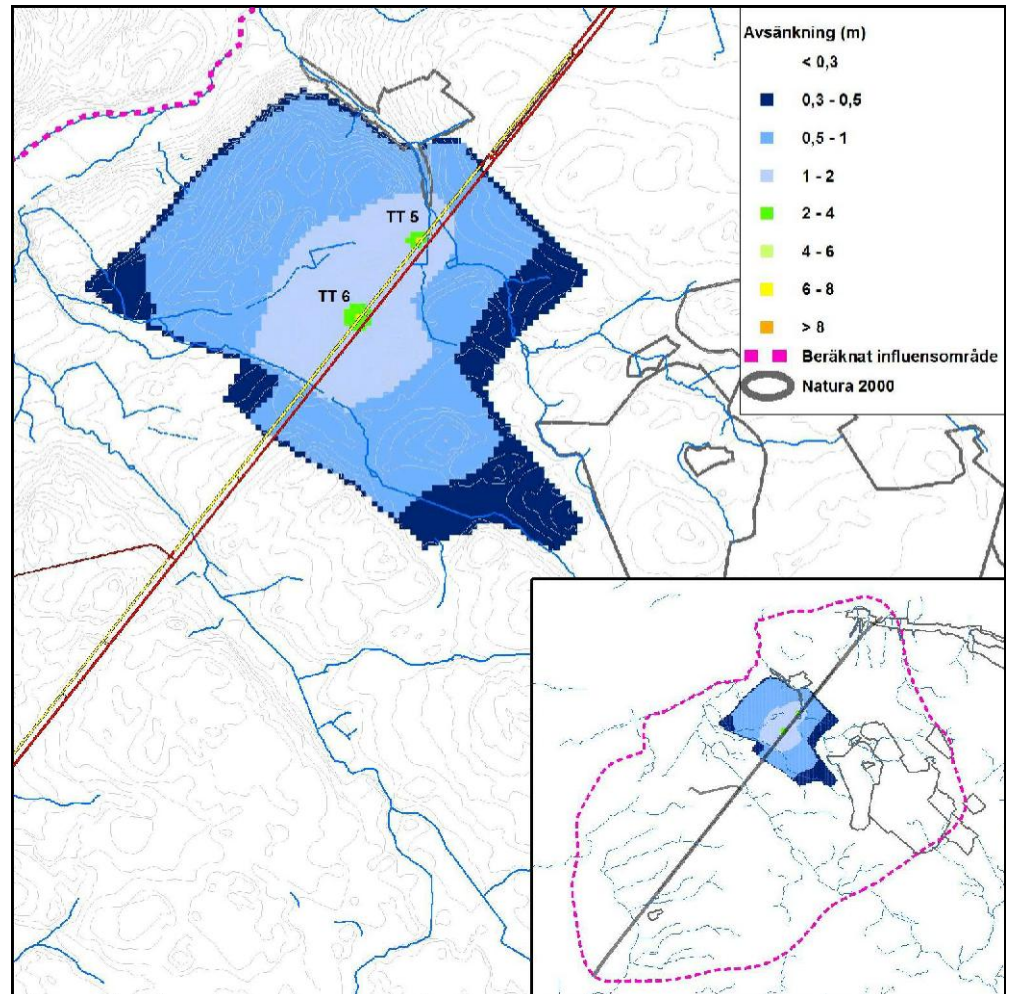 Avsänkning (m)
< 0,3
0,3 - 0,5
0,5 - 1
1 - 2
2 - 4
4 - 6
6 - 8
> 8
Beräknat influensområde
Natura 2000
TT 5
TT 6